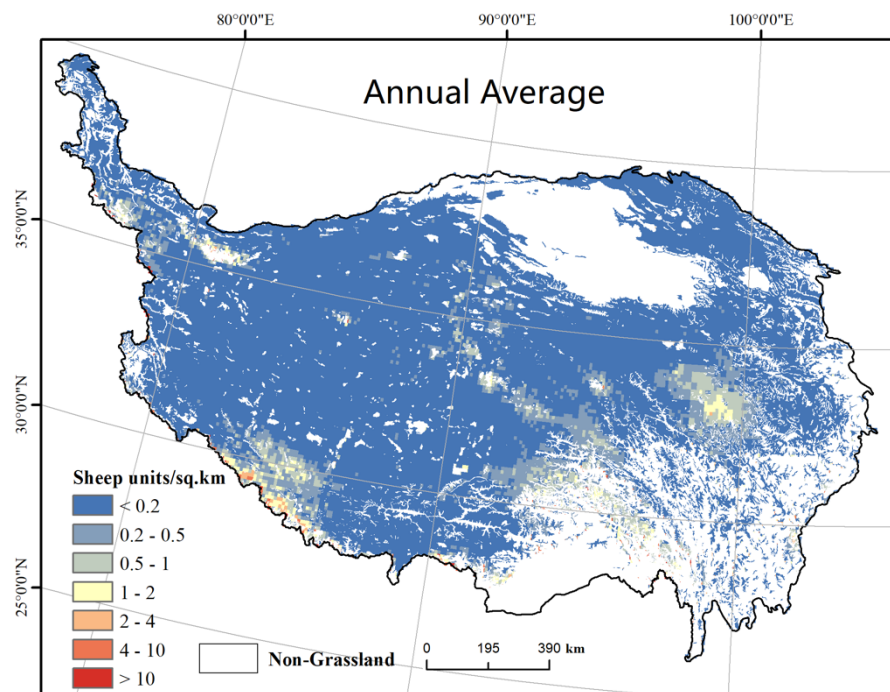 80°0'0"E 90°0'0"E 100°0'0"E
Annual Average
35°0'0"N
30°0'0"N
25°0'0"N
Sheep units/sq.km
< 0.2
0.2 - 0.5
0.5 - 1
1 - 2
2 - 4
4 - 10
> 10
Non-Grassland
0 195 390 km